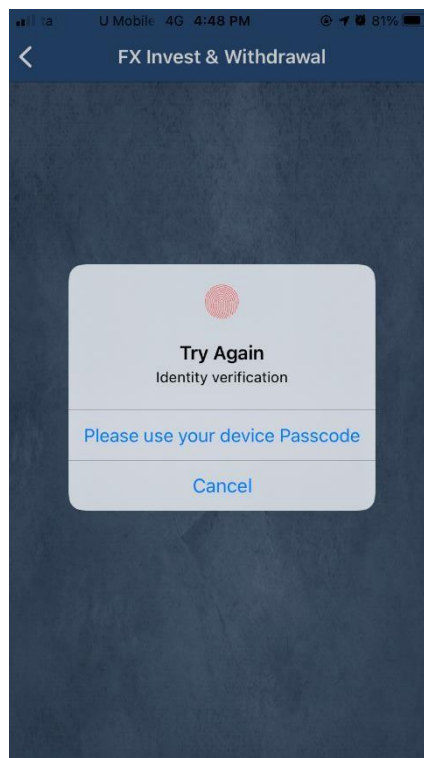 U Mobile 4G 4:48 PM 81%
FX Invest & Withdrawal
Try Again
Identity verification
Please use your device Passcode
Cancel